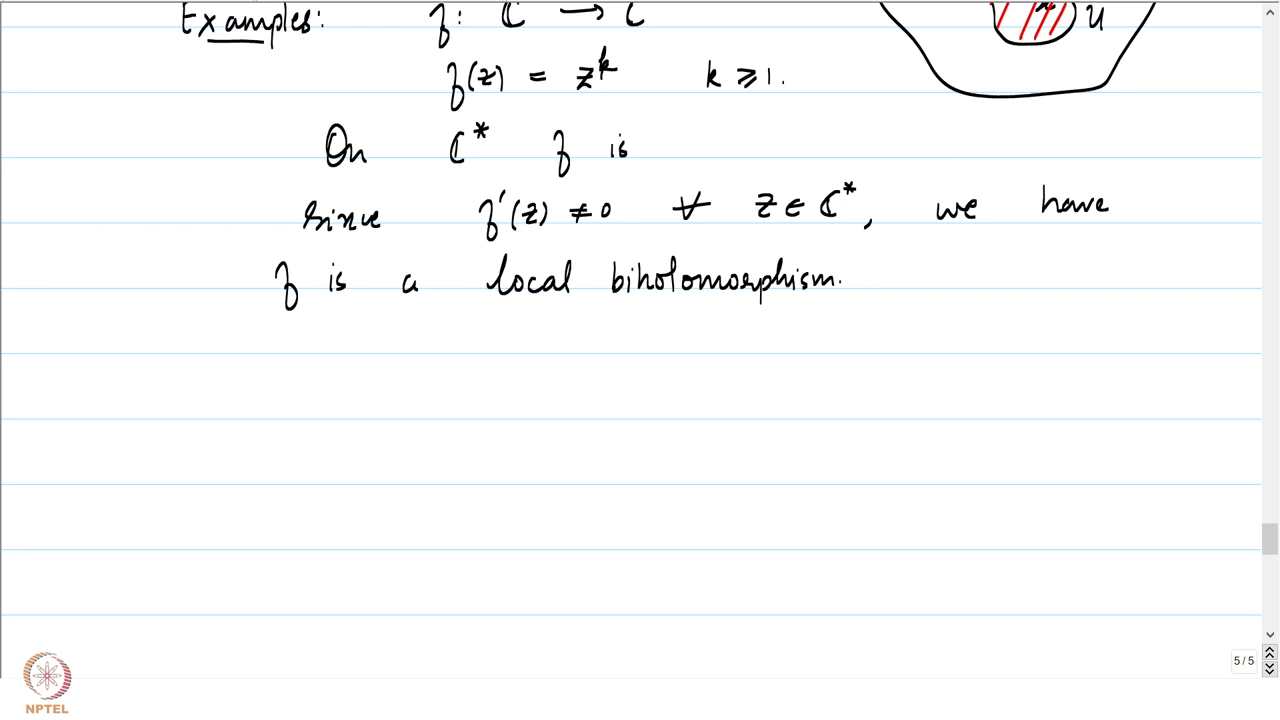 Examples: f: ℂ → ℂ
U
f(z) = z^k k ≥ 1.
On ℂ* f is
since f'(z) ≠ 0 ∀ z ∈ ℂ*, we have
f is a local biholomorphism.
5 / 5
NPTEL